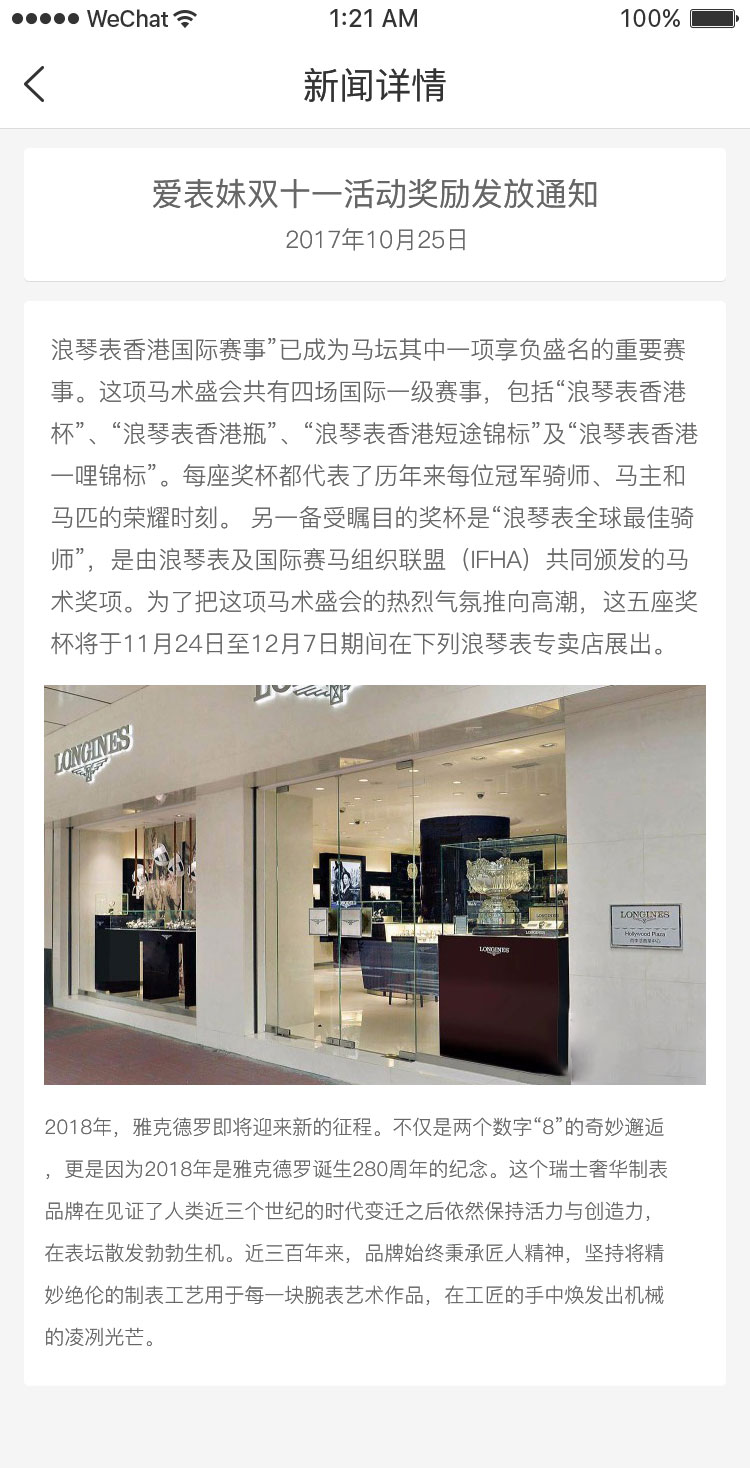 ●●●●● WeChat 1:21 AM 100%
新闻详情
爱表妹双十一活动奖励发放通知
2017年10月25日
浪琴表香港国际赛事”已成为马坛其中一项享负盛名的重要赛
事。这项马术盛会共有四场国际一级赛事，包括“浪琴表香港
杯”、“浪琴表香港瓶”、“浪琴表香港短途锦标”及“浪琴表香港
一哩锦标”。每座奖杯都代表了历年来每位冠军骑师、马主和
马匹的荣耀时刻。 另一备受瞩目的奖杯是“浪琴表全球最佳骑
师”，是由浪琴表及国际赛马组织联盟（IFHA）共同颁发的马
术奖项。为了把这项马术盛会的热烈气氛推向高潮，这五座奖
杯将于11月24日至12月7日期间在下列浪琴表专卖店展出。
LONGINES
LONGINES
LONGINES
LONGINES
Hollywood Plaza
2018年，雅克德罗即将迎来新的征程。不仅是两个数字“8”的奇妙邂逅
，更是因为2018年是雅克德罗诞生280周年的纪念。这个瑞士奢华制表
品牌在见证了人类近三个世纪的时代变迁之后依然保持活力与创造力，
在表坛散发勃勃生机。近三百年来，品牌始终秉承匠人精神，坚持将精
妙绝伦的制表工艺用于每一块腕表艺术作品，在工匠的手中焕发出机械
的凌冽光芒。